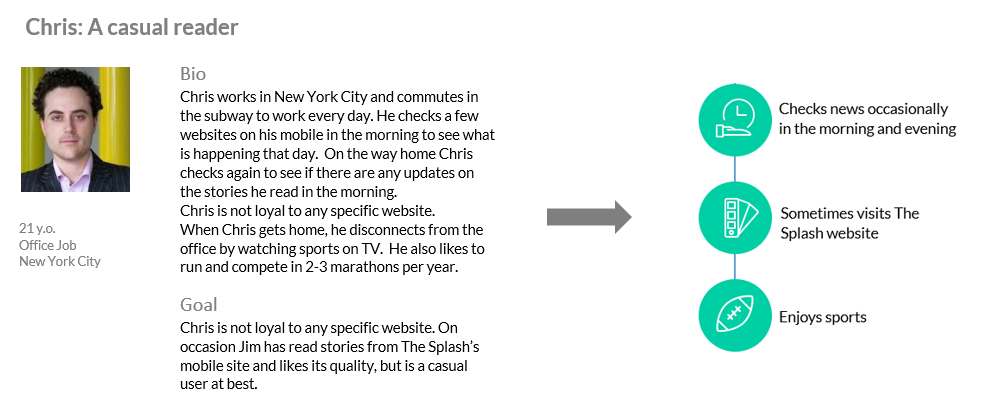 Chris: A casual reader
Bio
Chris works in New York City and commutes in
the subway to work every day. He checks a few
websites on his mobile in the morning to see what
is happening that day.  On the way home Chris
checks again to see if there are any updates on
the stories he read in the morning.
Chris is not loyal to any specific website.
When Chris gets home, he disconnects from the
office by watching sports on TV.  He also likes to
run and compete in 2-3 marathons per year.
21 y.o.
Office Job
New York City
Goal
Chris is not loyal to any specific website. On
occasion Jim has read stories from The Splash’s
mobile site and likes its quality, but is a casual
user at best.
Checks news occasionally
in the morning and evening
Sometimes visits The
Splash website
Enjoys sports